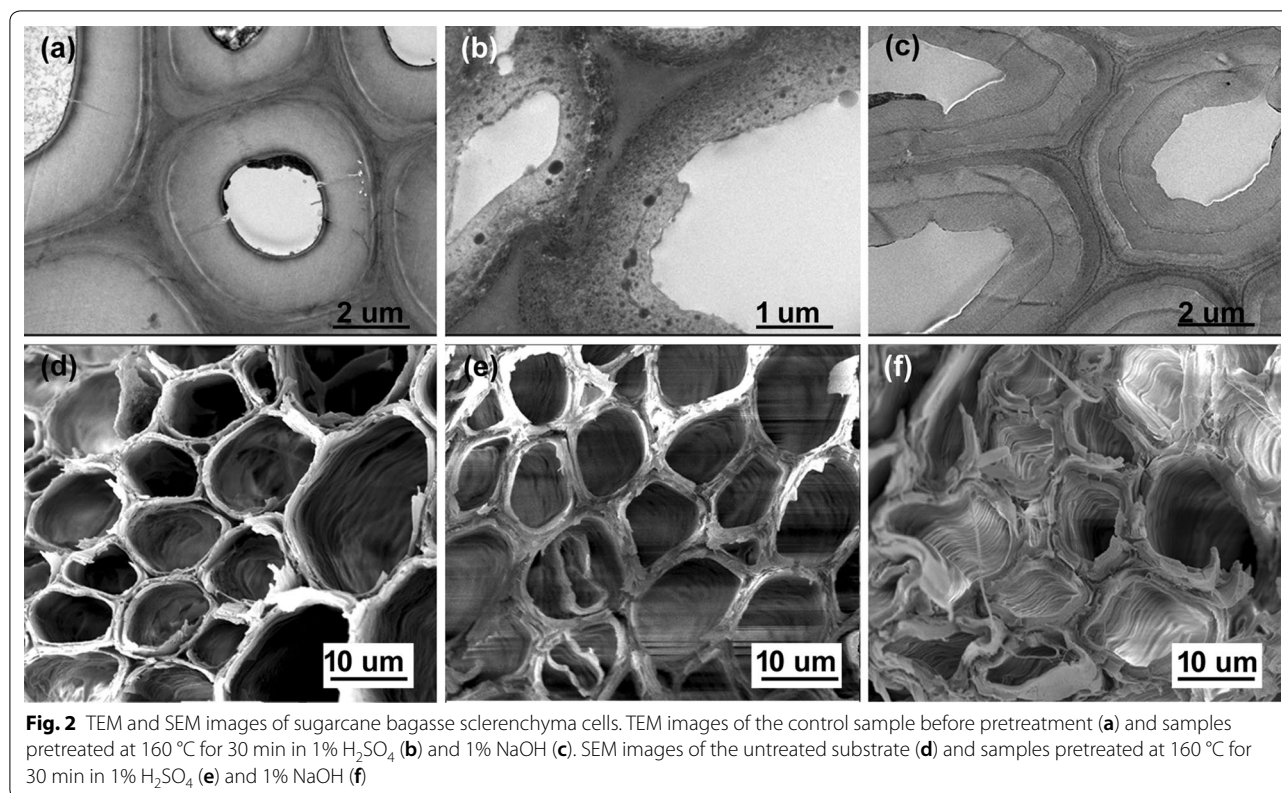 (a)
(b)
(c)
2 um
1 um
2 um
(d)
(e)
(f)
10 um
10 um
10 um
Fig. 2 TEM and SEM images of sugarcane bagasse sclerenchyma cells. TEM images of the control sample before pretreatment (a) and samples
pretreated at 160 °C for 30 min in 1% H₂SO₄ (b) and 1% NaOH (c). SEM images of the untreated substrate (d) and samples pretreated at 160 °C for
30 min in 1% H₂SO₄ (e) and 1% NaOH (f)